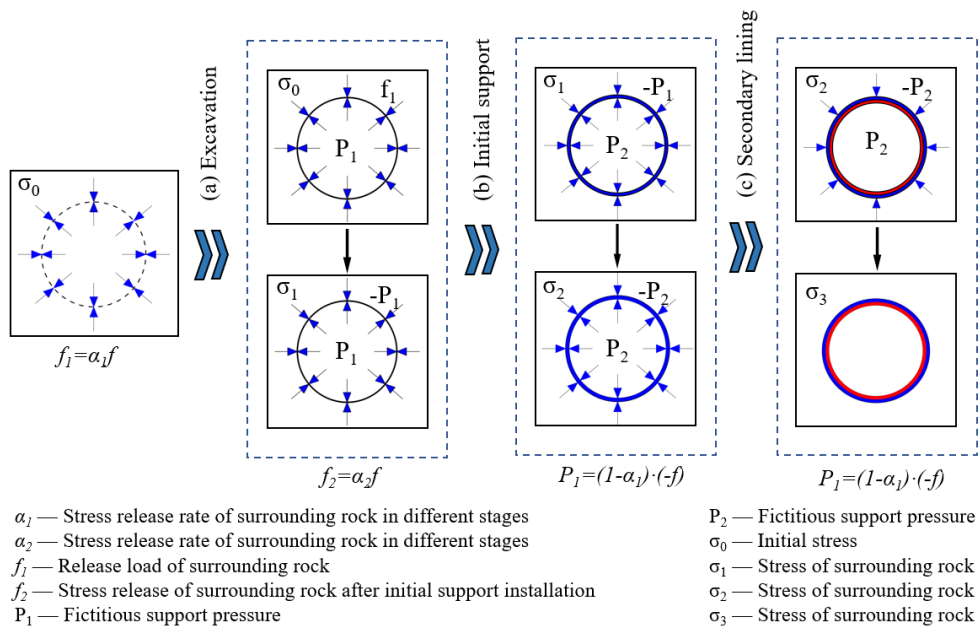 σ0
f1=α1f
(a) Excavation
σ0
f1
P1
σ1
-P1
P1
f2=α2f
(b) Initial support
σ1
-P1
P2
σ2
-P2
P2
P1=(1-α1)·(-f)
(c) Secondary lining
σ2
-P2
P2
σ3
P1=(1-α1)·(-f)
α1 — Stress release rate of surrounding rock in different stages
α2 — Stress release rate of surrounding rock in different stages
f1 — Release load of surrounding rock
f2 — Stress release of surrounding rock after initial support installation
P1 — Fictitious support pressure
P2 — Fictitious support pressure
σ0 — Initial stress
σ1 — Stress of surrounding rock
σ2 — Stress of surrounding rock
σ3 — Stress of surrounding rock